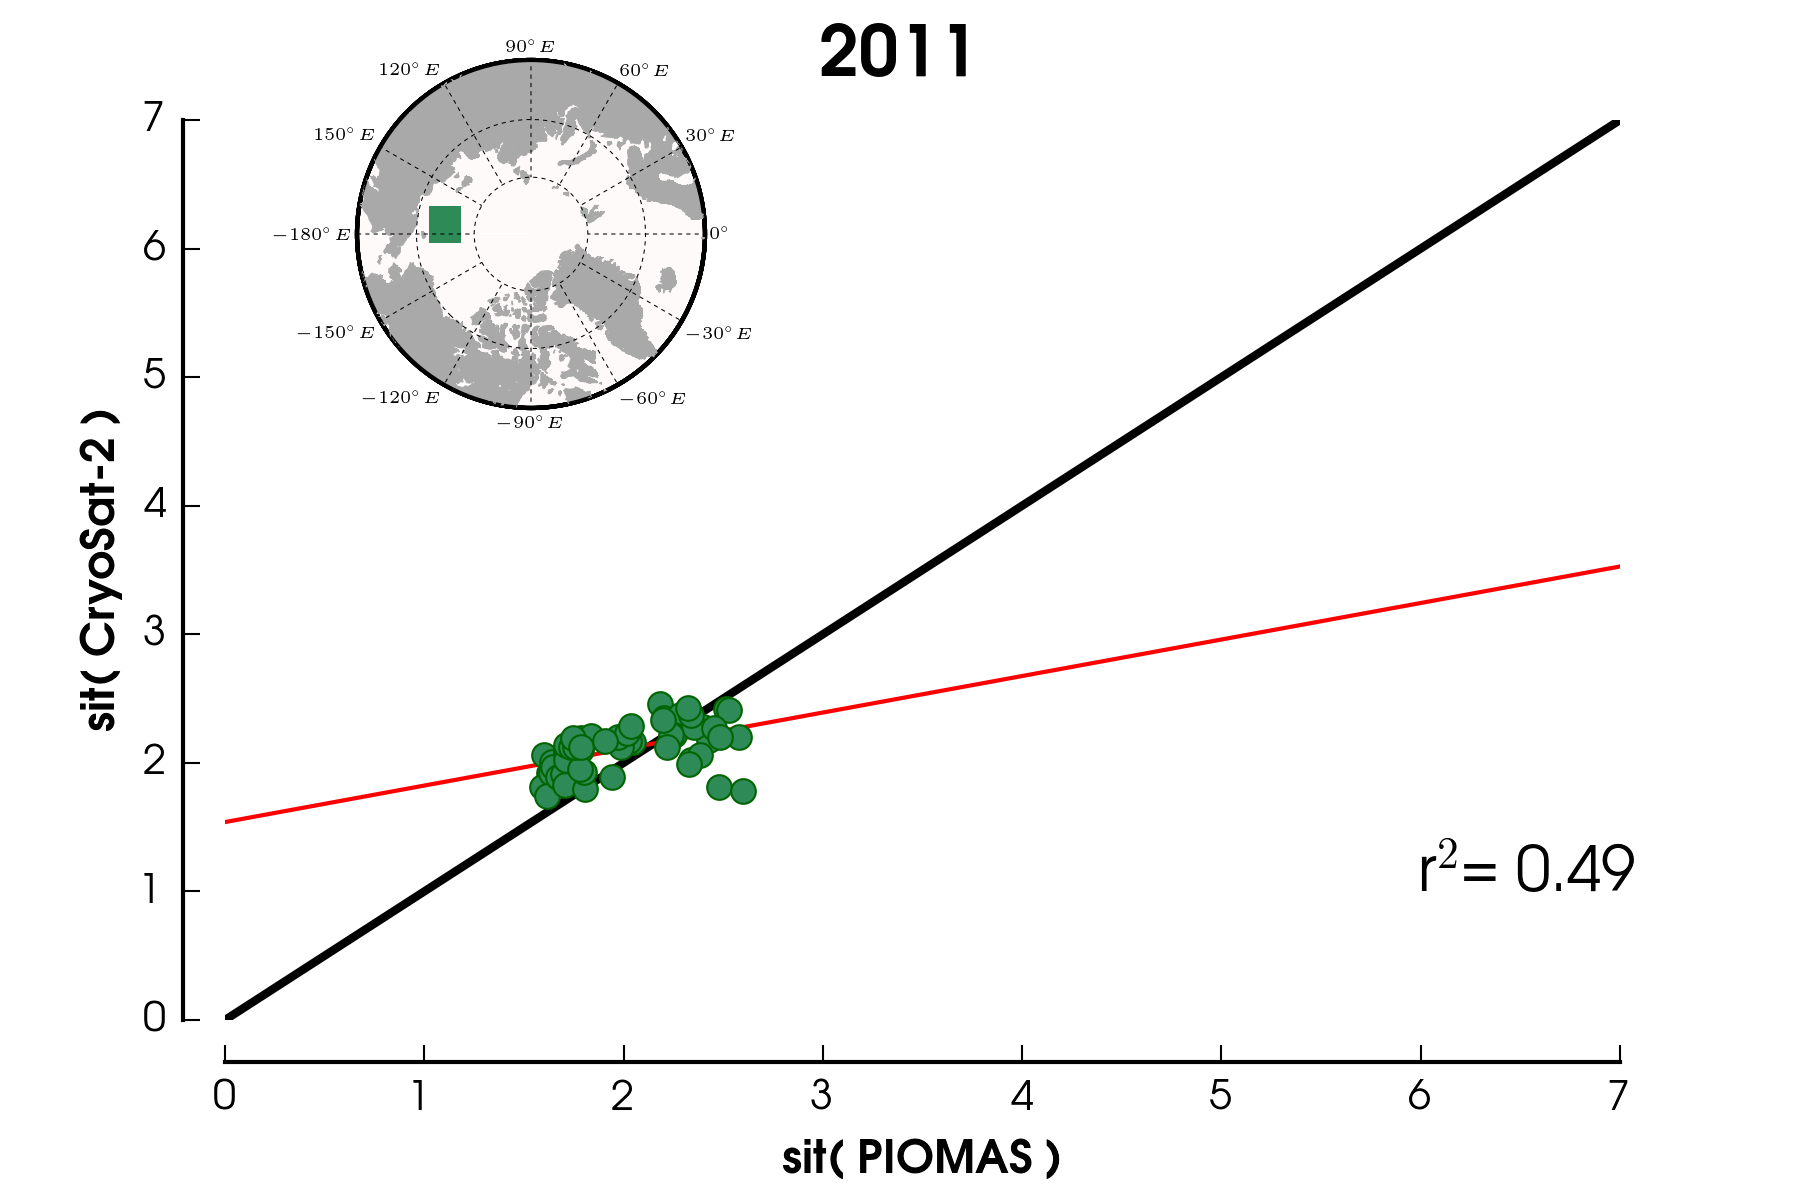 2011
90° E
120° E
60° E
150° E
30° E
−180° E
0°
−150° E
−30° E
−120° E
−60° E
−90° E
7
6
5
4
3
2
1
0
sit( CryoSat-2 )
r²= 0.49
0 1 2 3 4 5 6 7
sit( PIOMAS )